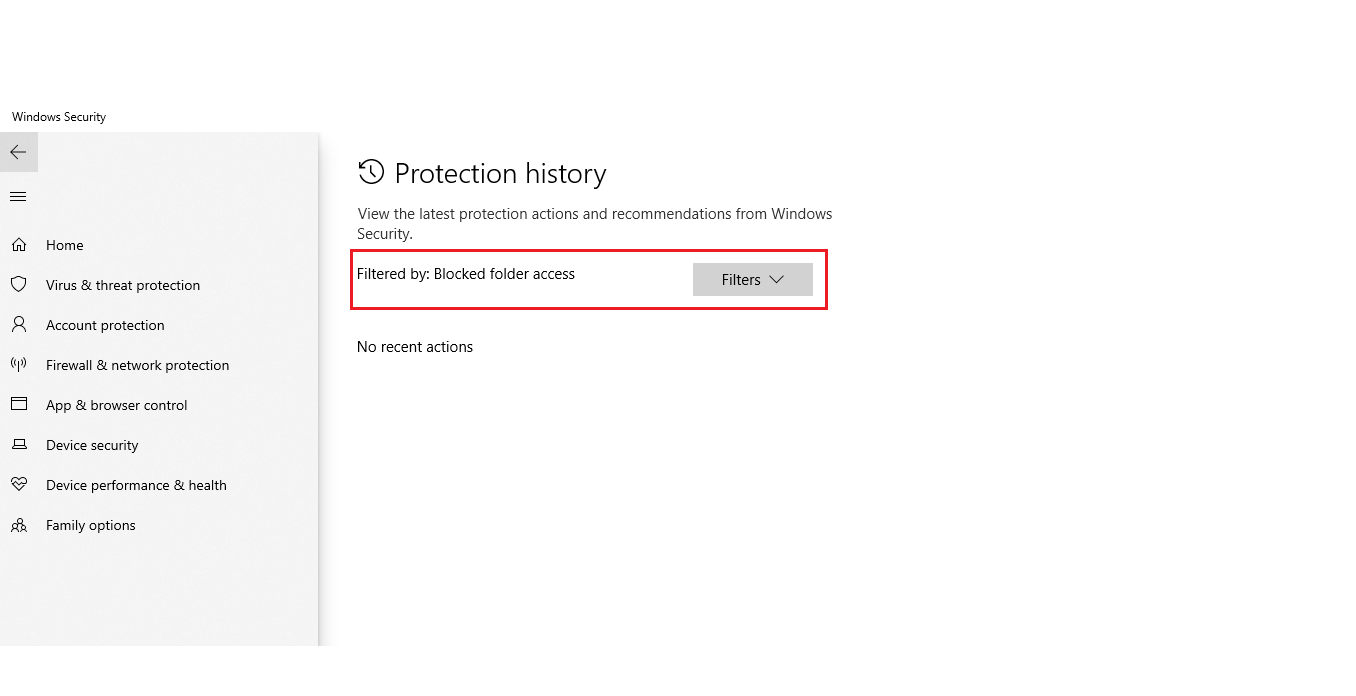 Windows Security
Home
Virus & threat protection
Account protection
Firewall & network protection
App & browser control
Device security
Device performance & health
Family options
Protection history
View the latest protection actions and recommendations from Windows
Security.
Filtered by: Blocked folder access
Filters
No recent actions